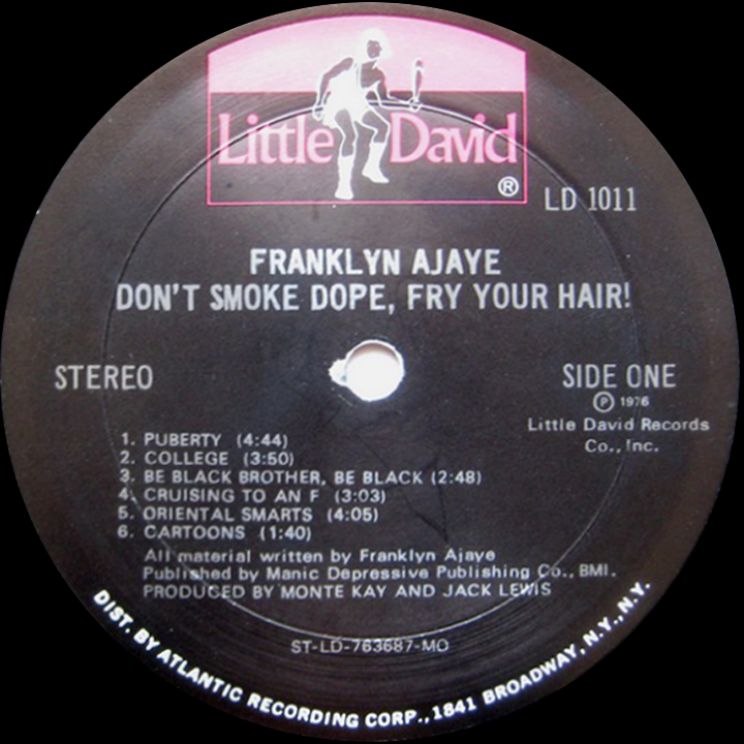 Little David
®
LD 1011
FRANKLYN AJAYE
DON'T SMOKE DOPE, FRY YOUR HAIR!
STEREO
SIDE ONE
Ⓟ 1976
Little David Records
Co., Inc.
1. PUBERTY (4:44)
2. COLLEGE (3:50)
3. BE BLACK BROTHER, BE BLACK (2:48)
4. CRUISING TO AN F (3:03)
5. ORIENTAL SMARTS (4:05)
6. CARTOONS (1:40)
All material written by Franklyn Ajaye
Published by Manic Depressive Publishing Co., BMI.
PRODUCED BY MONTE KAY AND JACK LEWIS
ST-LD-763687-MO
DIST. BY ATLANTIC RECORDING CORP., 1841 BROADWAY, N.Y., N.Y.